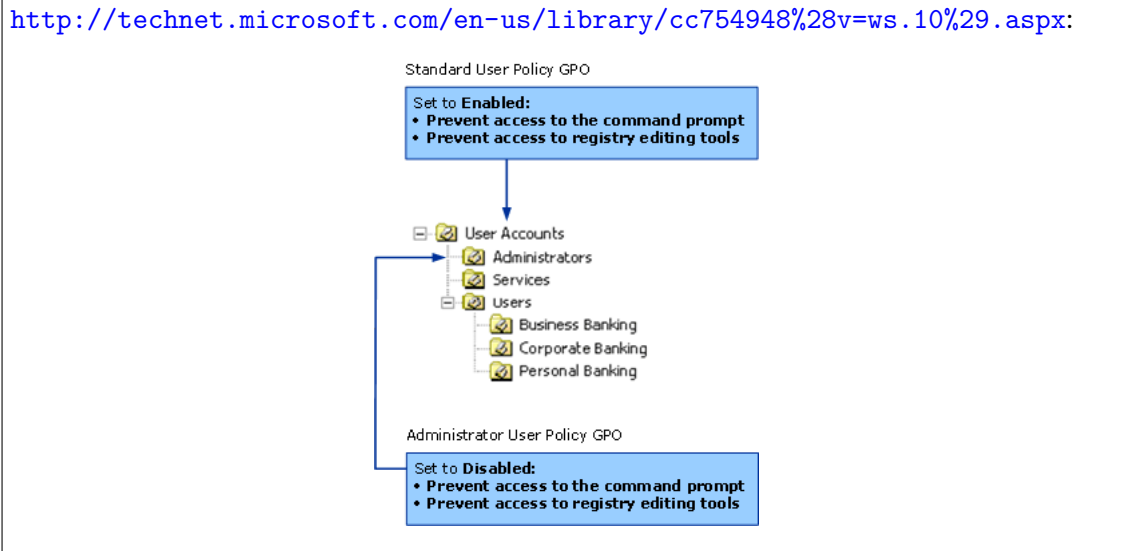 http://technet.microsoft.com/en-us/library/cc754948%28v=ws.10%29.aspx:
Standard User Policy GPO
Set to Enabled:
• Prevent access to the command prompt
• Prevent access to registry editing tools
User Accounts
Administrators
Services
Users
Business Banking
Corporate Banking
Personal Banking
Administrator User Policy GPO
Set to Disabled:
• Prevent access to the command prompt
• Prevent access to registry editing tools